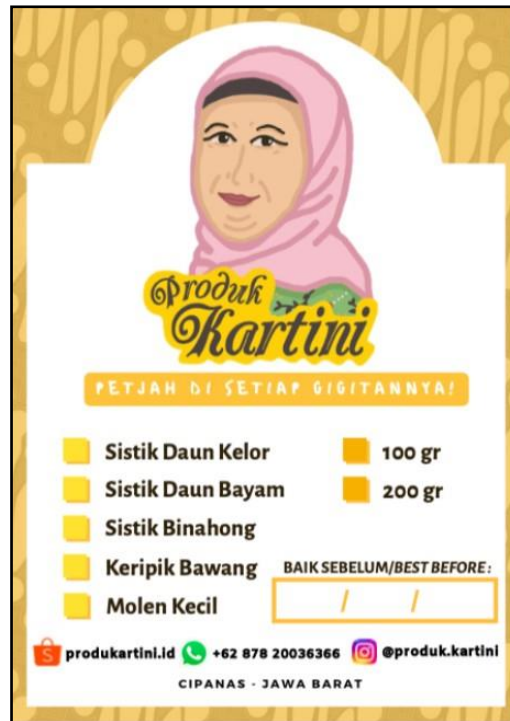 Produk
Kartini
PETJAH DI SETIAP GIGITANNYA!
Sistik Daun Kelor
Sistik Daun Bayam
Sistik Binahong
Keripik Bawang
Molen Kecil
100 gr
200 gr
BAIK SEBELUM/BEST BEFORE :
/ /
produkartini.id +62 878 20036366 @produk.kartini
CIPANAS - JAWA BARAT